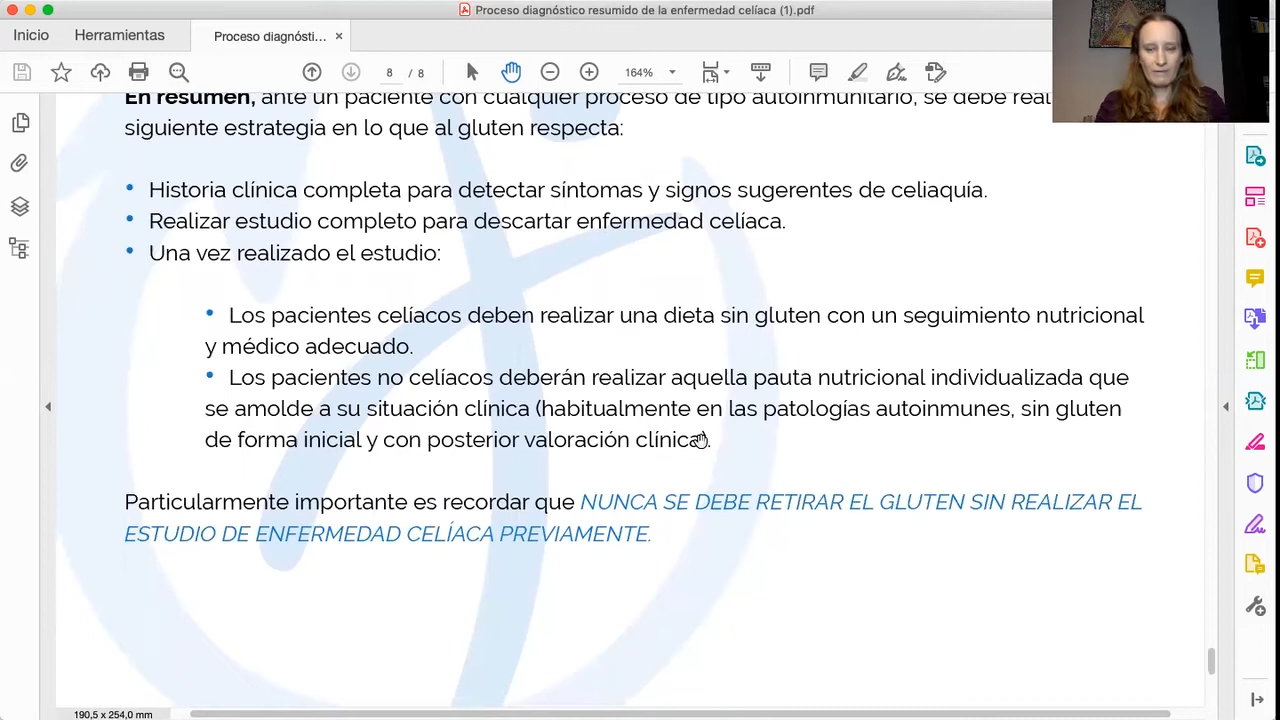 Proceso diagnóstico resumido de la enfermedad celíaca (1).pdf
Inicio
Herramientas
Proceso diagnósti...
8
/ 8
164%
En resumen, ante un paciente con cualquier proceso de tipo autoinmunitario, se debe real
siguiente estrategia en lo que al gluten respecta:
• Historia clínica completa para detectar síntomas y signos sugerentes de celiaquía.
• Realizar estudio completo para descartar enfermedad celíaca.
• Una vez realizado el estudio:
• Los pacientes celíacos deben realizar una dieta sin gluten con un seguimiento nutricional
y médico adecuado.
• Los pacientes no celíacos deberán realizar aquella pauta nutricional individualizada que
se amolde a su situación clínica (habitualmente en las patologías autoinmunes, sin gluten
de forma inicial y con posterior valoración clínica).
Particularmente importante es recordar que NUNCA SE DEBE RETIRAR EL GLUTEN SIN REALIZAR EL
ESTUDIO DE ENFERMEDAD CELÍACA PREVIAMENTE.
190,5 x 254,0 mm